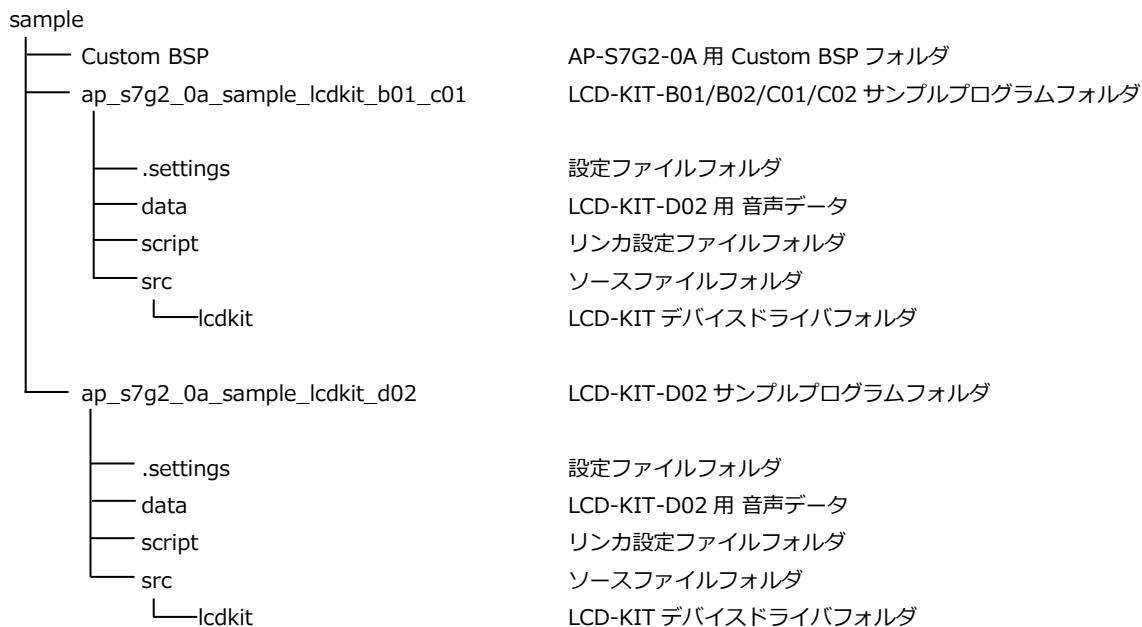 sample
Custom BSP AP-S7G2-0A 用 Custom BSP フォルダ
ap_s7g2_0a_sample_lcdkit_b01_c01 LCD-KIT-B01/B02/C01/C02 サンプルプログラムフォルダ
.settings 設定ファイルフォルダ
data LCD-KIT-D02 用 音声データ
script リンカ設定ファイルフォルダ
src ソースファイルフォルダ
lcdkit LCD-KIT デバイスドライバフォルダ
ap_s7g2_0a_sample_lcdkit_d02 LCD-KIT-D02 サンプルプログラムフォルダ
.settings 設定ファイルフォルダ
data LCD-KIT-D02 用 音声データ
script リンカ設定ファイルフォルダ
src ソースファイルフォルダ
lcdkit LCD-KIT デバイスドライバフォルダ